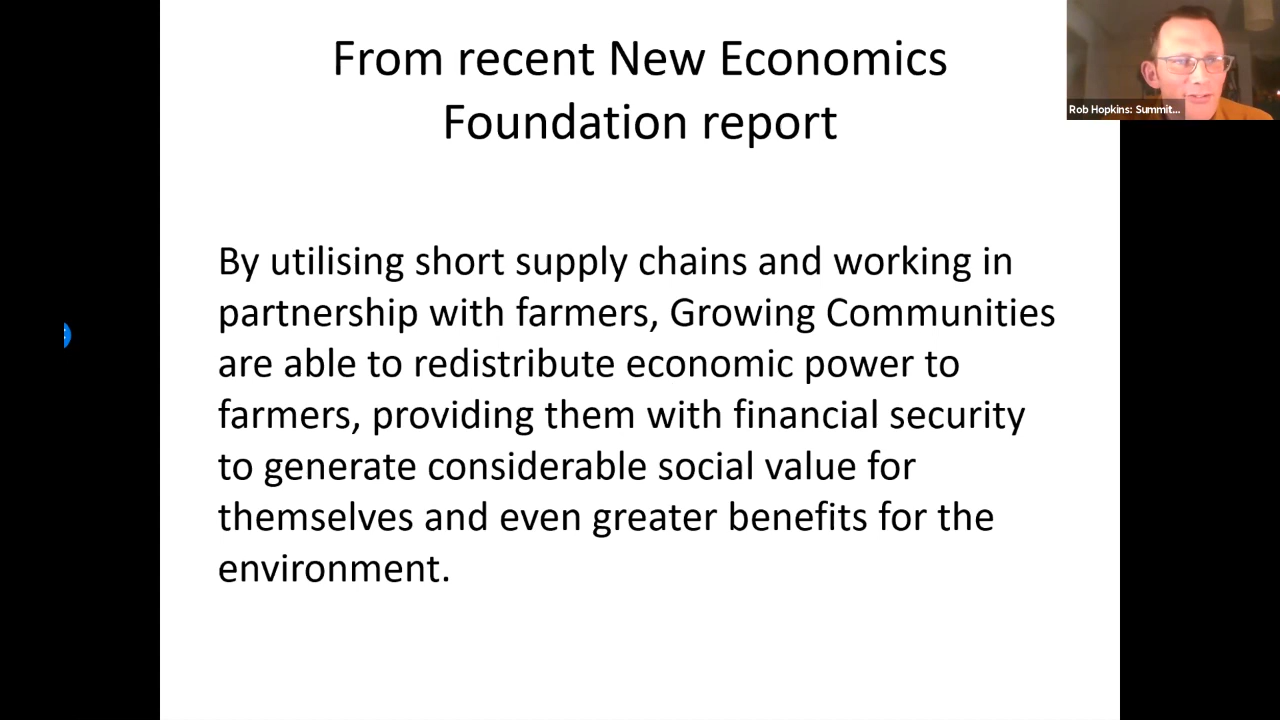 From recent New Economics
Foundation report
Rob Hopkins: Summit...
By utilising short supply chains and working in
partnership with farmers, Growing Communities
are able to redistribute economic power to
farmers, providing them with financial security
to generate considerable social value for
themselves and even greater benefits for the
environment.